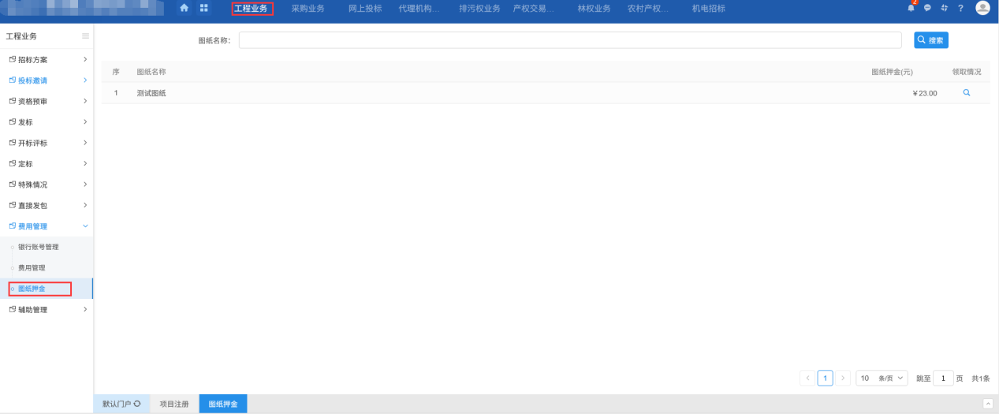 工程业务 采购业务 网上投标 代理机构... 排污权业务 产权交易... 林权业务 农村产权... 机电招标 2 ?
工程业务
图纸名称: 搜索
招标方案
投标邀请
资格预审
发标
开标评标
定标
特殊情况
直接发包
费用管理
银行账号管理
费用管理
图纸押金
辅助管理
序 图纸名称 图纸押金(元) 领取情况
1 测试图纸 ¥23.00
< 1 > 10 条/页 跳至 1 页 共1条
默认门户 项目注册 图纸押金